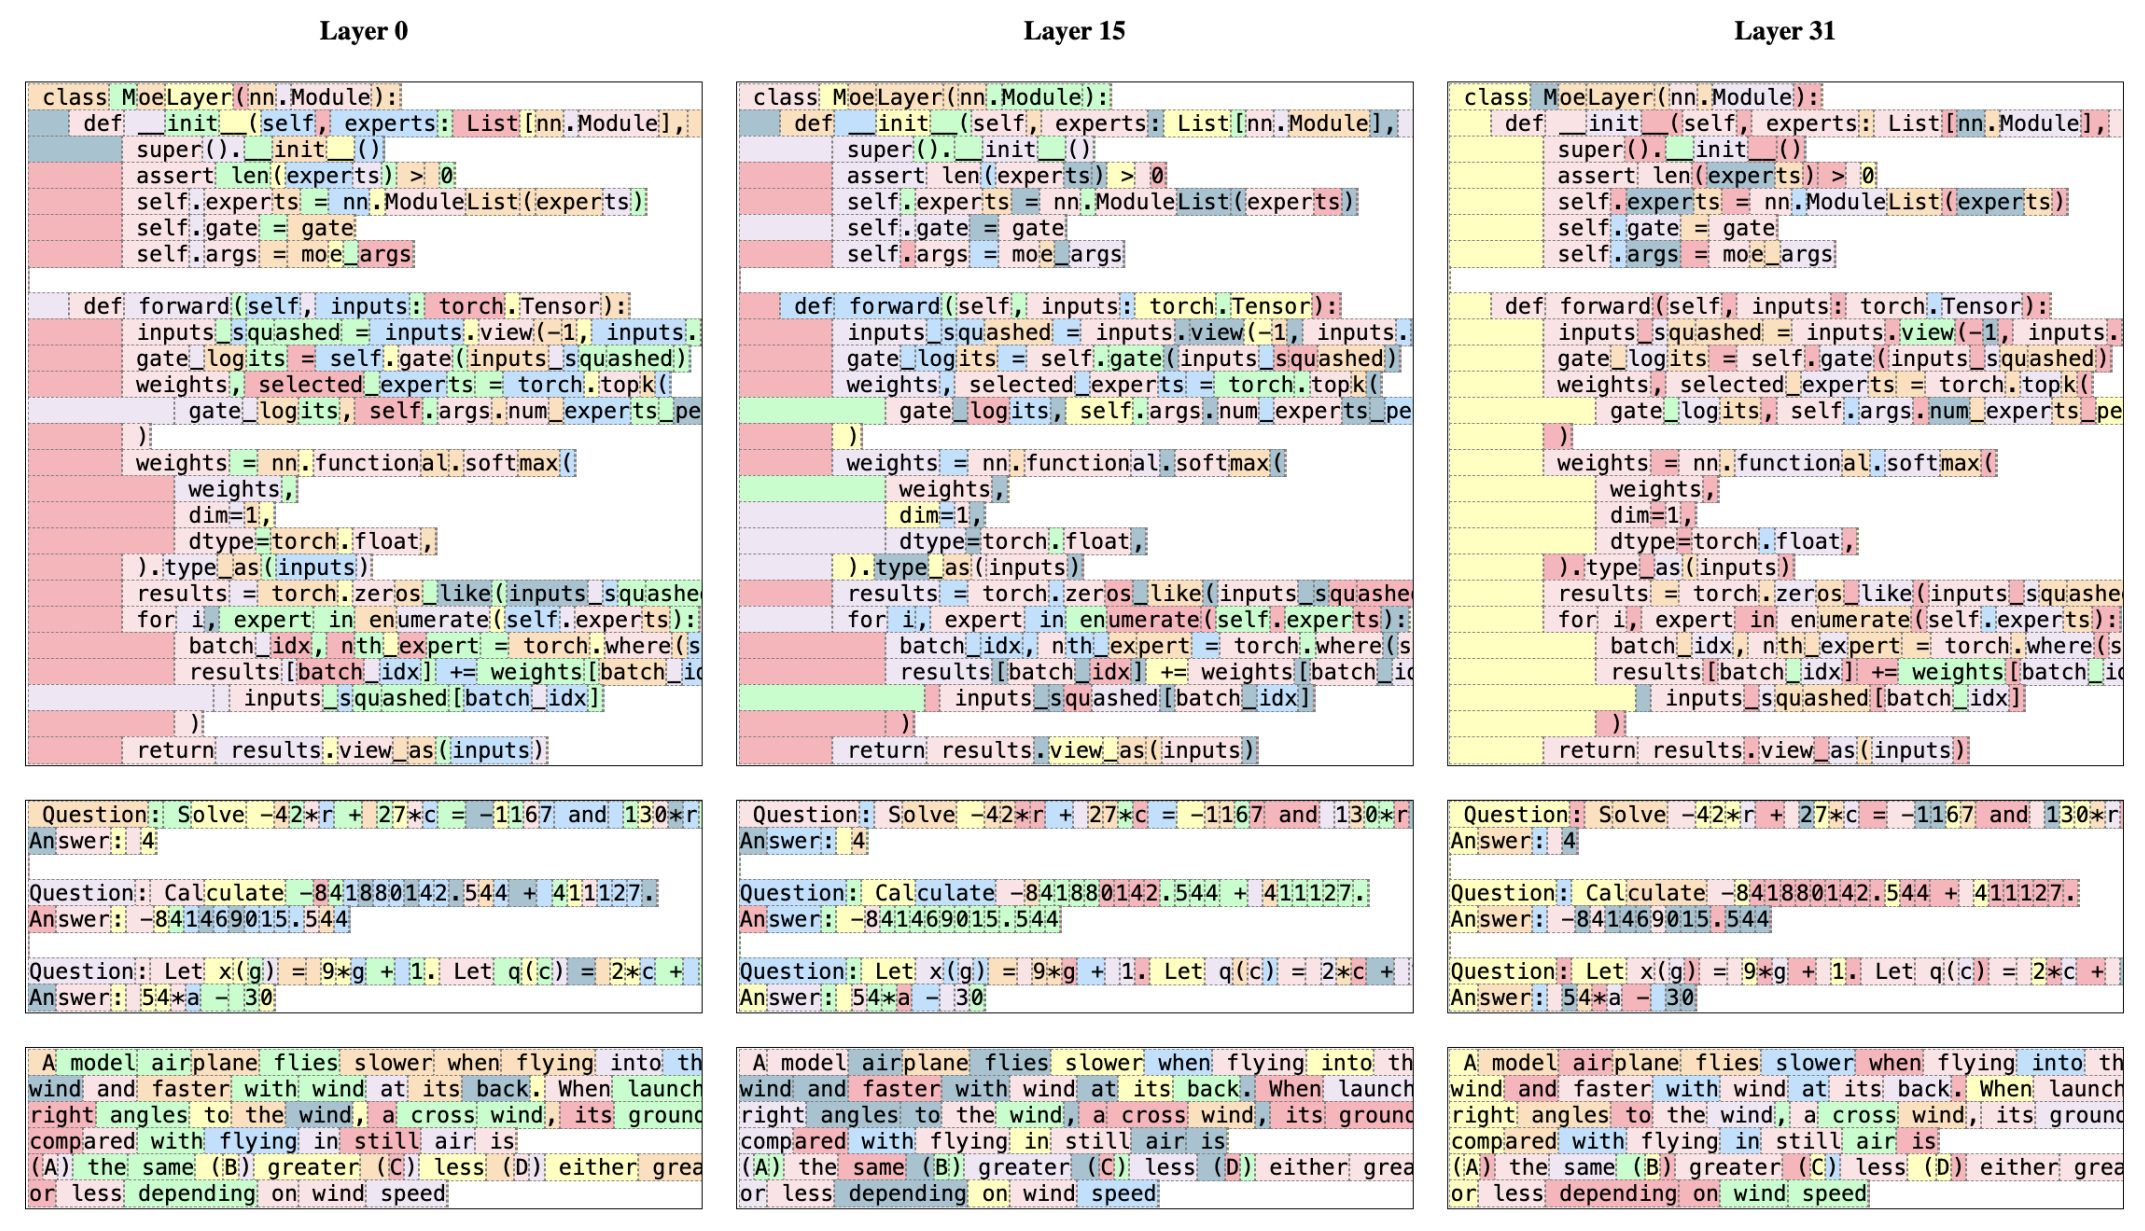 Layer 0
class MoeLayer(nn.Module):
def __init__(self, experts: List[nn.Module],
super().__init__()
assert len(experts) > 0
self.experts = nn.ModuleList(experts)
self.gate = gate
self.args = moe_args
def forward(self, inputs: torch.Tensor):
inputs_squashed = inputs.view(-1, inputs.
gate_logits = self.gate(inputs_squashed)
weights, selected_experts = torch.topk(
gate_logits, self.args.num_experts_pe
)
weights = nn.functional.softmax(
weights,
dim=1,
dtype=torch.float,
).type_as(inputs)
results = torch.zeros_like(inputs_squashe
for i, expert in enumerate(self.experts):
batch_idx, nth_expert = torch.where(s
results[batch_idx] += weights[batch_id
inputs_squashed[batch_idx]
)
return results.view_as(inputs)
Question: Solve -42*r + 27*c = -1167 and 130*r
Answer: 4
Question: Calculate -841880142.544 + 411127.
Answer: -841469015.544
Question: Let x(g) = 9*g + 1. Let q(c) = 2*c +
Answer: 54*a - 30
A model airplane flies slower when flying into th
wind and faster with wind at its back. When launch
right angles to the wind, a cross wind, its ground
compared with flying in still air is
(A) the same (B) greater (C) less (D) either grea
or less depending on wind speed
Layer 15
class MoeLayer(nn.Module):
def __init__(self, experts: List[nn.Module],
super().__init__()
assert len(experts) > 0
self.experts = nn.ModuleList(experts)
self.gate = gate
self.args = moe_args
def forward(self, inputs: torch.Tensor):
inputs_squashed = inputs.view(-1, inputs.
gate_logits = self.gate(inputs_squashed)
weights, selected_experts = torch.topk(
gate_logits, self.args.num_experts_pe
)
weights = nn.functional.softmax(
weights,
dim=1,
dtype=torch.float,
).type_as(inputs)
results = torch.zeros_like(inputs_squashe
for i, expert in enumerate(self.experts):
batch_idx, nth_expert = torch.where(s
results[batch_idx] += weights[batch_id
inputs_squashed[batch_idx]
)
return results.view_as(inputs)
Question: Solve -42*r + 27*c = -1167 and 130*r
Answer: 4
Question: Calculate -841880142.544 + 411127.
Answer: -841469015.544
Question: Let x(g) = 9*g + 1. Let q(c) = 2*c +
Answer: 54*a - 30
A model airplane flies slower when flying into th
wind and faster with wind at its back. When launch
right angles to the wind, a cross wind, its ground
compared with flying in still air is
(A) the same (B) greater (C) less (D) either grea
or less depending on wind speed
Layer 31
class MoeLayer(nn.Module):
def __init__(self, experts: List[nn.Module],
super().__init__()
assert len(experts) > 0
self.experts = nn.ModuleList(experts)
self.gate = gate
self.args = moe_args
def forward(self, inputs: torch.Tensor):
inputs_squashed = inputs.view(-1, inputs.
gate_logits = self.gate(inputs_squashed)
weights, selected_experts = torch.topk(
gate_logits, self.args.num_experts_pe
)
weights = nn.functional.softmax(
weights,
dim=1,
dtype=torch.float,
).type_as(inputs)
results = torch.zeros_like(inputs_squashe
for i, expert in enumerate(self.experts):
batch_idx, nth_expert = torch.where(s
results[batch_idx] += weights[batch_id
inputs_squashed[batch_idx]
)
return results.view_as(inputs)
Question: Solve -42*r + 27*c = -1167 and 130*r
Answer: 4
Question: Calculate -841880142.544 + 411127.
Answer: -841469015.544
Question: Let x(g) = 9*g + 1. Let q(c) = 2*c +
Answer: 54*a - 30
A model airplane flies slower when flying into th
wind and faster with wind at its back. When launch
right angles to the wind, a cross wind, its ground
compared with flying in still air is
(A) the same (B) greater (C) less (D) either grea
or less depending on wind speed